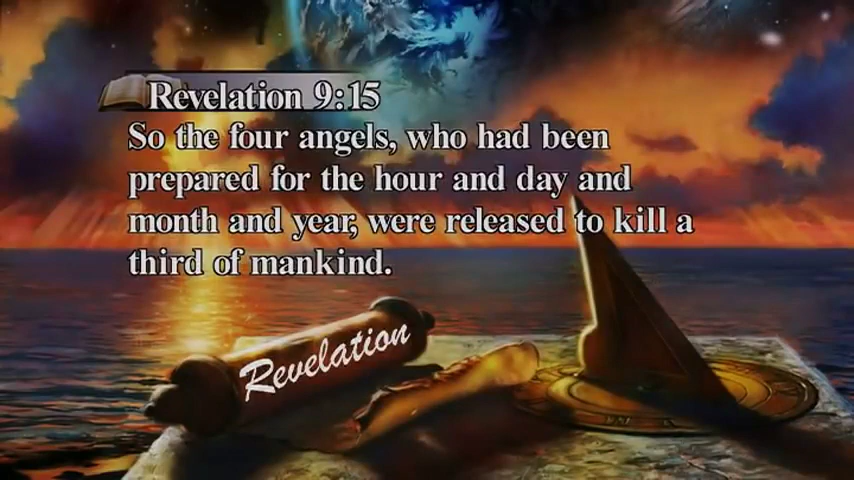 Revelation 9:15
So the four angels, who had been
prepared for the hour and day and
month and year, were released to kill a
third of mankind.
Revelation